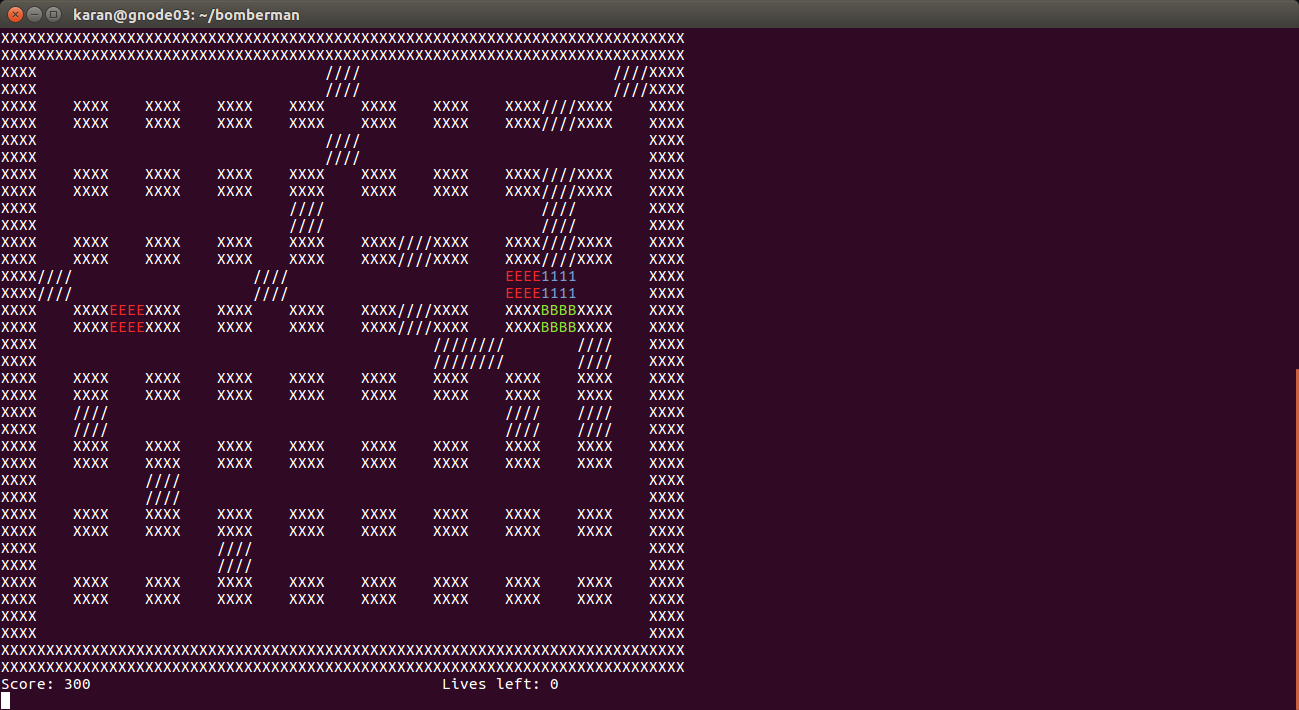 karan@gnode03: ~/bomberman
XXXXXXXXXXXXXXXXXXXXXXXXXXXXXXXXXXXXXXXXXXXXXXXXXXXXXXXXXXXXXXXXXXXXXXXXXXXX
XXXXXXXXXXXXXXXXXXXXXXXXXXXXXXXXXXXXXXXXXXXXXXXXXXXXXXXXXXXXXXXXXXXXXXXXXXXX
XXXX                                ////                            ////XXXX
XXXX                                ////                            ////XXXX
XXXX    XXXX    XXXX    XXXX    XXXX    XXXX    XXXX    XXXX////XXXX    XXXX
XXXX    XXXX    XXXX    XXXX    XXXX    XXXX    XXXX    XXXX////XXXX    XXXX
XXXX                                ////                                XXXX
XXXX                                ////                                XXXX
XXXX    XXXX    XXXX    XXXX    XXXX    XXXX    XXXX    XXXX////XXXX    XXXX
XXXX    XXXX    XXXX    XXXX    XXXX    XXXX    XXXX    XXXX////XXXX    XXXX
XXXX                            ////                        ////        XXXX
XXXX                            ////                        ////        XXXX
XXXX    XXXX    XXXX    XXXX    XXXX    XXXX////XXXX    XXXX////XXXX    XXXX
XXXX    XXXX    XXXX    XXXX    XXXX    XXXX////XXXX    XXXX////XXXX    XXXX
XXXX////                    ////                        EEEE1111        XXXX
XXXX////                    ////                        EEEE1111        XXXX
XXXX    XXXXEEEEXXXX    XXXX    XXXX    XXXX////XXXX    XXXXBBBBXXXX    XXXX
XXXX    XXXXEEEEXXXX    XXXX    XXXX    XXXX////XXXX    XXXXBBBBXXXX    XXXX
XXXX                                            ////////        ////    XXXX
XXXX                                            ////////        ////    XXXX
XXXX    XXXX    XXXX    XXXX    XXXX    XXXX    XXXX    XXXX    XXXX    XXXX
XXXX    XXXX    XXXX    XXXX    XXXX    XXXX    XXXX    XXXX    XXXX    XXXX
XXXX    ////                                            ////    ////    XXXX
XXXX    ////                                            ////    ////    XXXX
XXXX    XXXX    XXXX    XXXX    XXXX    XXXX    XXXX    XXXX    XXXX    XXXX
XXXX    XXXX    XXXX    XXXX    XXXX    XXXX    XXXX    XXXX    XXXX    XXXX
XXXX            ////                                                    XXXX
XXXX            ////                                                    XXXX
XXXX    XXXX    XXXX    XXXX    XXXX    XXXX    XXXX    XXXX    XXXX    XXXX
XXXX    XXXX    XXXX    XXXX    XXXX    XXXX    XXXX    XXXX    XXXX    XXXX
XXXX                    ////                                            XXXX
XXXX                    ////                                            XXXX
XXXX    XXXX    XXXX    XXXX    XXXX    XXXX    XXXX    XXXX    XXXX    XXXX
XXXX    XXXX    XXXX    XXXX    XXXX    XXXX    XXXX    XXXX    XXXX    XXXX
XXXX                                                                    XXXX
XXXX                                                                    XXXX
XXXXXXXXXXXXXXXXXXXXXXXXXXXXXXXXXXXXXXXXXXXXXXXXXXXXXXXXXXXXXXXXXXXXXXXXXXXX
XXXXXXXXXXXXXXXXXXXXXXXXXXXXXXXXXXXXXXXXXXXXXXXXXXXXXXXXXXXXXXXXXXXXXXXXXXXX
Score: 300                                       Lives left: 0